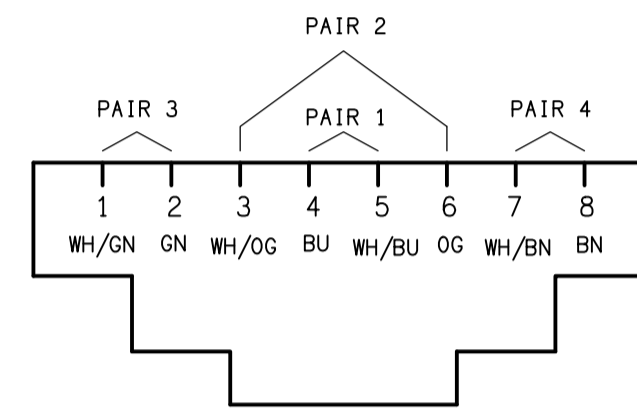 PAIR 2
PAIR 3 PAIR 1 PAIR 4
1 2 3 4 5 6 7 8
WH/GN GN WH/OG BU WH/BU OG WH/BN BN